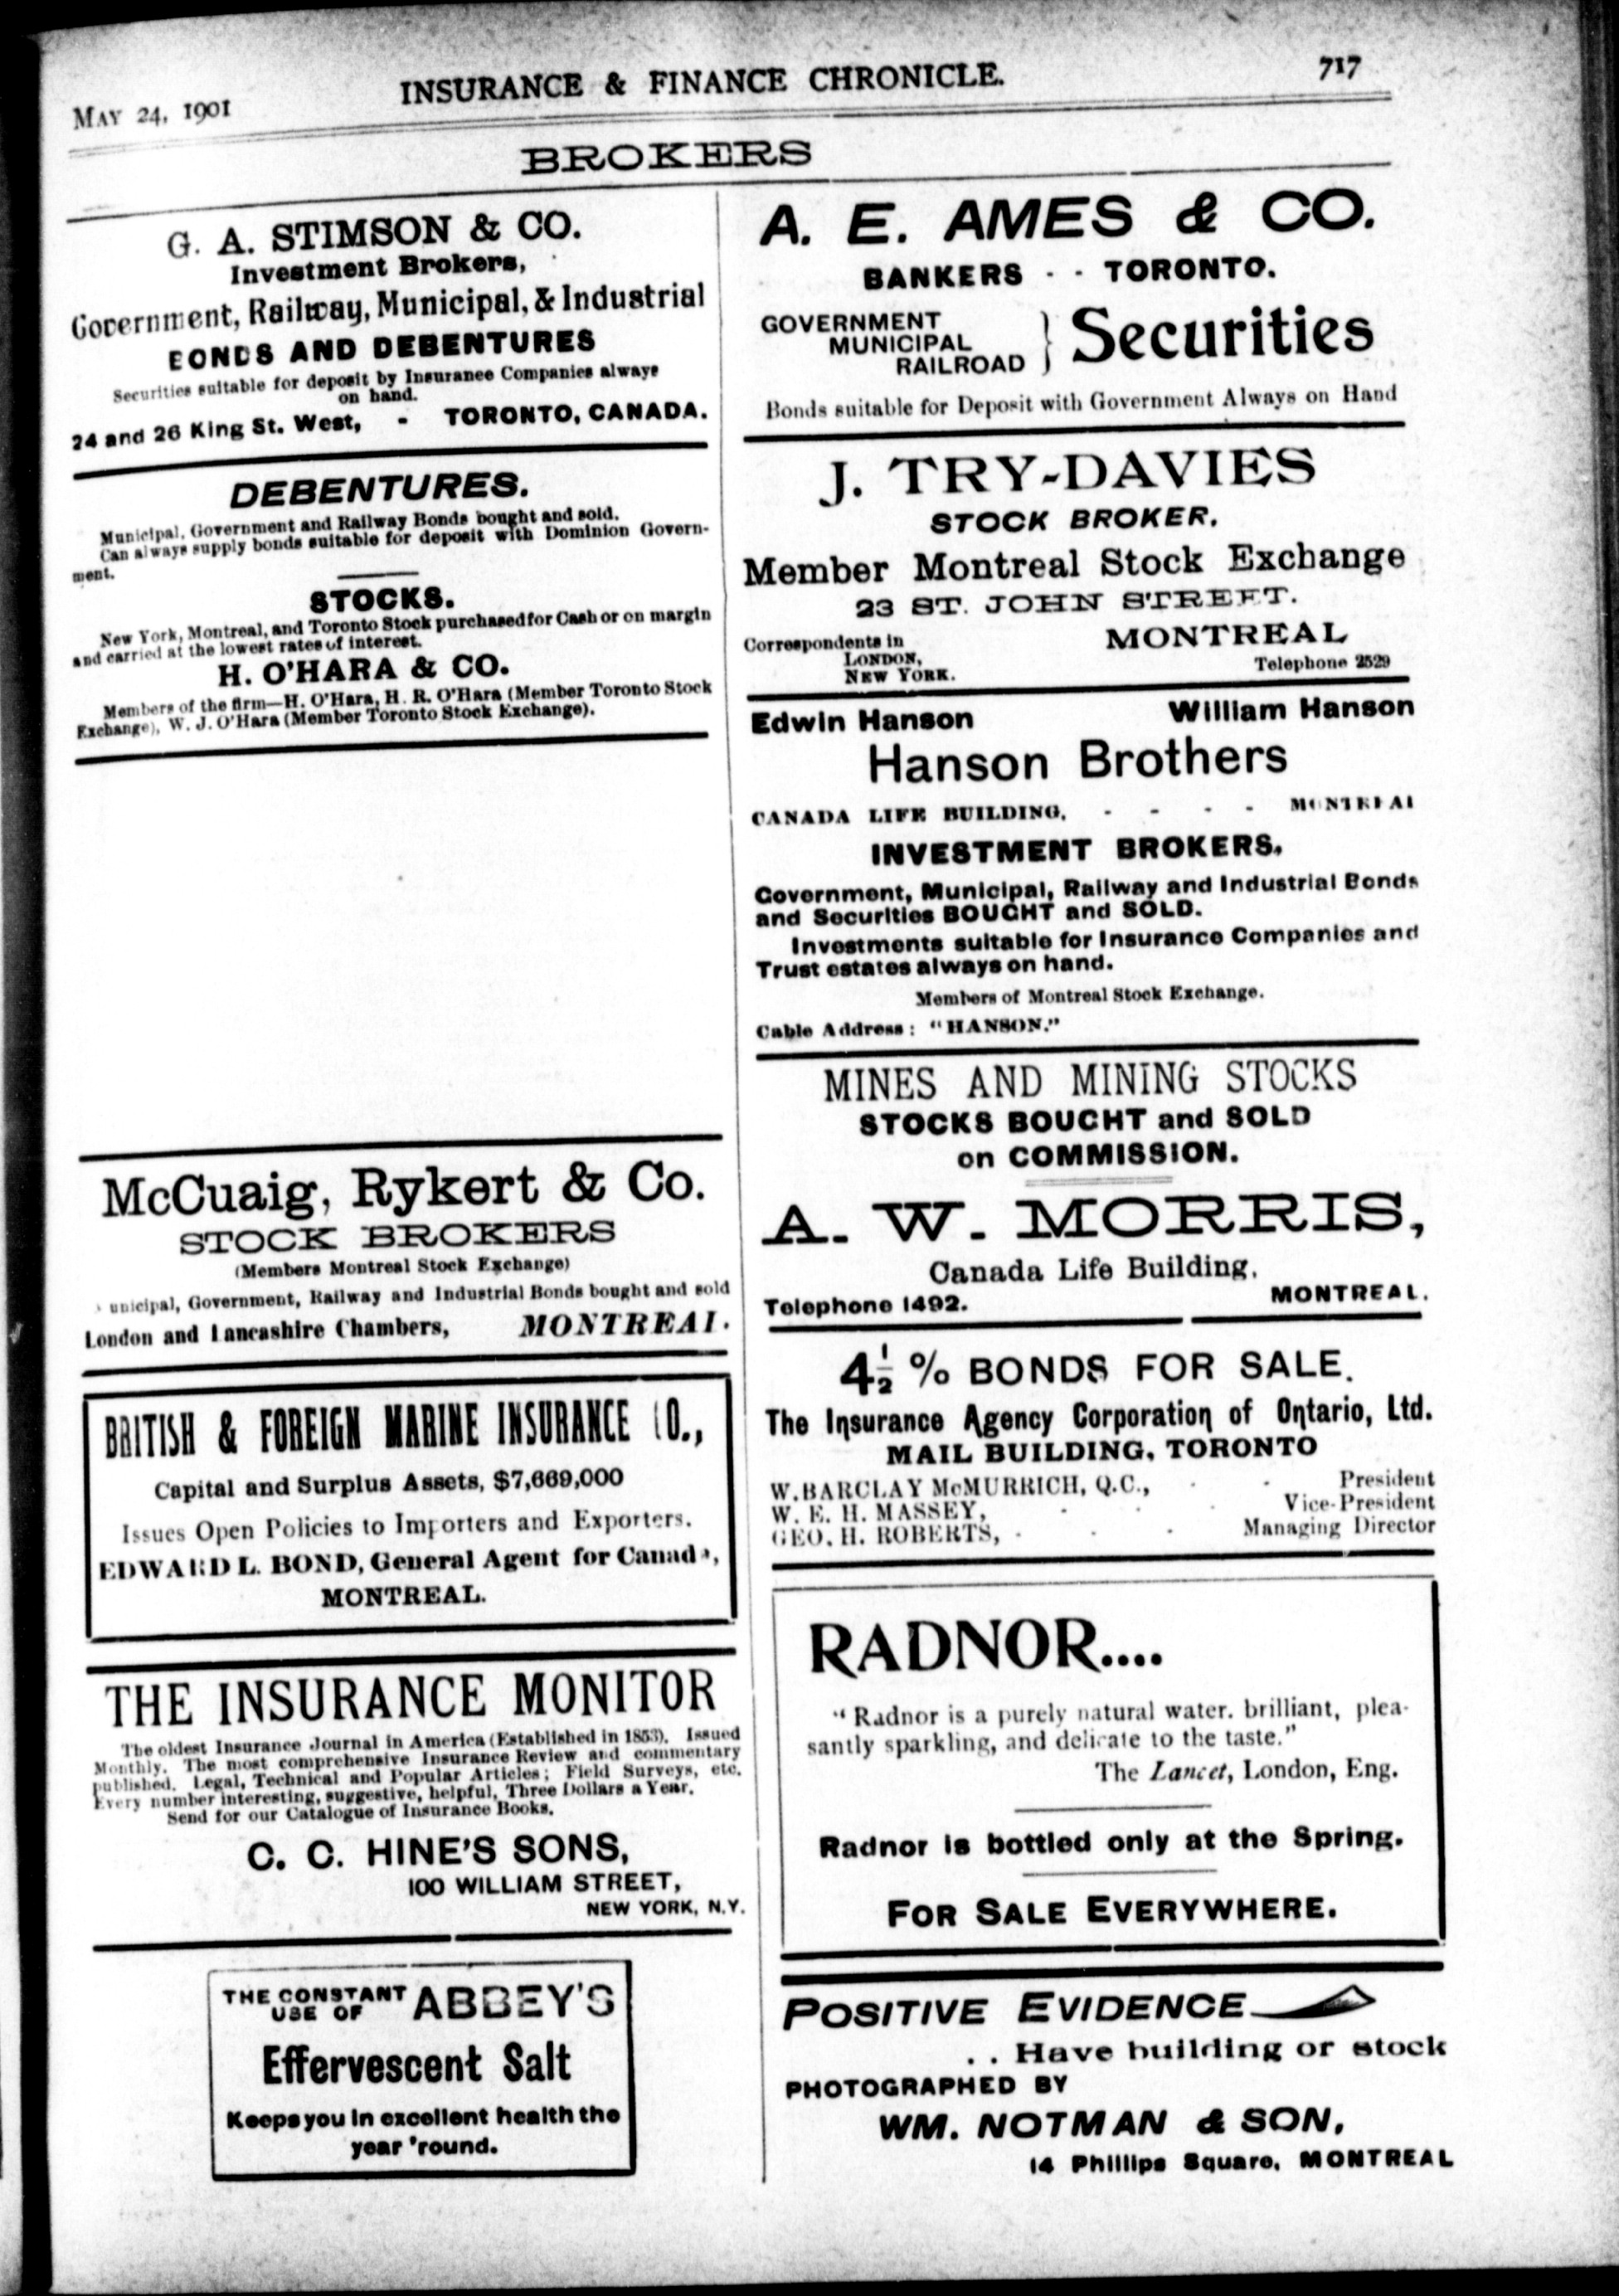 MAY 24, 1901
INSURANCE & FINANCE CHRONICLE.
717
BROKERS
G. A. STIMSON & CO.
Investment Brokers,
Government, Railway, Municipal, & Industrial
BONDS AND DEBENTURES
Securities suitable for deposit by Insurance Companies always
on hand.
24 and 26 King St. West, - TORONTO, CANADA.
DEBENTURES.
Municipal, Government and Railway Bonds bought and sold.
Can always supply bonds suitable for deposit with Dominion Govern-
ment.
STOCKS.
New York, Montreal, and Toronto Stock purchased for Cash or on margin
and carried at the lowest rates of interest.
H. O'HARA & CO.
Members of the firm—H. O'Hara, H. R. O'Hara (Member Toronto Stock
Exchange), W. J. O'Hara (Member Toronto Stock Exchange).
McCuaig, Rykert & Co.
STOCK BROKERS
(Members Montreal Stock Exchange)
unicipal, Government, Railway and Industrial Bonds bought and sold
London and Lancashire Chambers, MONTREAL.
BRITISH & FOREIGN MARINE INSURANCE CO.,
Capital and Surplus Assets, $7,669,000
Issues Open Policies to Importers and Exporters.
EDWARD L. BOND, General Agent for Canada,
MONTREAL.
THE INSURANCE MONITOR
The oldest Insurance Journal in America (Established in 1853). Issued
Monthly. The most comprehensive Insurance Review and commentary
published. Legal, Technical and Popular Articles; Field Surveys, etc.
Every number interesting, suggestive, helpful, Three Dollars a Year.
Send for our Catalogue of Insurance Books.
C. C. HINE'S SONS,
100 WILLIAM STREET,
NEW YORK, N.Y.
THE CONSTANT
USE OF ABBEY'S
Effervescent Salt
Keeps you in excellent health the
year 'round.
A. E. AMES & CO.
BANKERS - - TORONTO.
GOVERNMENT
MUNICIPAL
RAILROAD } Securities
Bonds suitable for Deposit with Government Always on Hand
J. TRY-DAVIES
STOCK BROKER.
Member Montreal Stock Exchange
23 ST. JOHN STREET.
Correspondents in MONTREAL
LONDON,
NEW YORK. Telephone 2529
Edwin Hanson William Hanson
Hanson Brothers
CANADA LIFE BUILDING, - - - - MONTREAL
INVESTMENT BROKERS.
Government, Municipal, Railway and Industrial Bonds
and Securities BOUGHT and SOLD.
Investments suitable for Insurance Companies and
Trust estates always on hand.
Members of Montreal Stock Exchange.
Cable Address: "HANSON."
MINES AND MINING STOCKS
STOCKS BOUGHT and SOLD
on COMMISSION.
A. W. MORRIS,
Canada Life Building,
Telephone 1492. MONTREAL.
4½ % BONDS FOR SALE.
The Insurance Agency Corporation of Ontario, Ltd.
MAIL BUILDING, TORONTO
W. BARCLAY McMURRICH, Q.C., - - President
W. E. H. MASSEY, - - - Vice-President
GEO. H. ROBERTS, - - - Managing Director
RADNOR....
"Radnor is a purely natural water. brilliant, plea-
santly sparkling, and delicate to the taste."
The Lancet, London, Eng.
Radnor is bottled only at the Spring.
FOR SALE EVERYWHERE.
POSITIVE EVIDENCE
. . Have building or stock
PHOTOGRAPHED BY
WM. NOTMAN & SON,
14 Phillips Square, MONTREAL